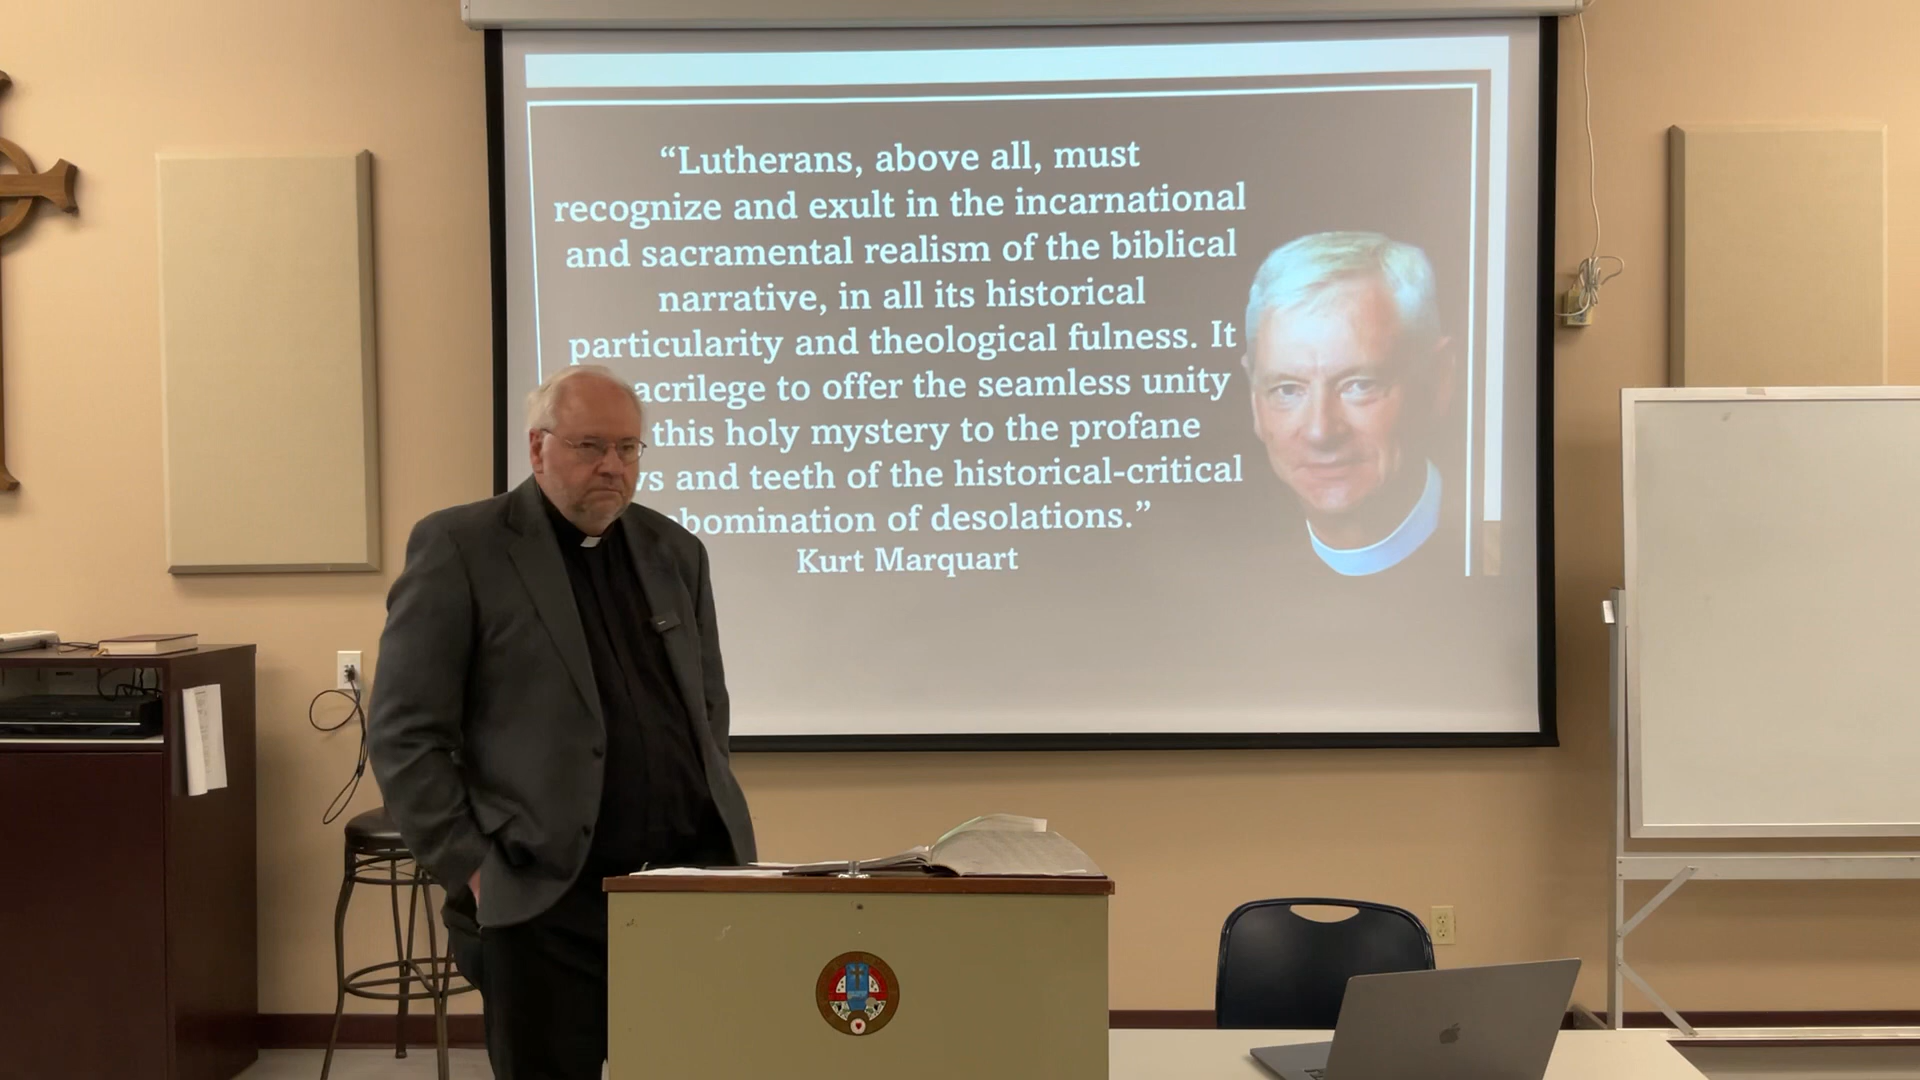 “Lutherans, above all, must
recognize and exult in the incarnational
and sacramental realism of the biblical
narrative, in all its historical
particularity and theological fulness. It
to offer the seamless unity
this holy mystery to the profane
and teeth of the historical-critical
of desolations.”
Kurt Marquart